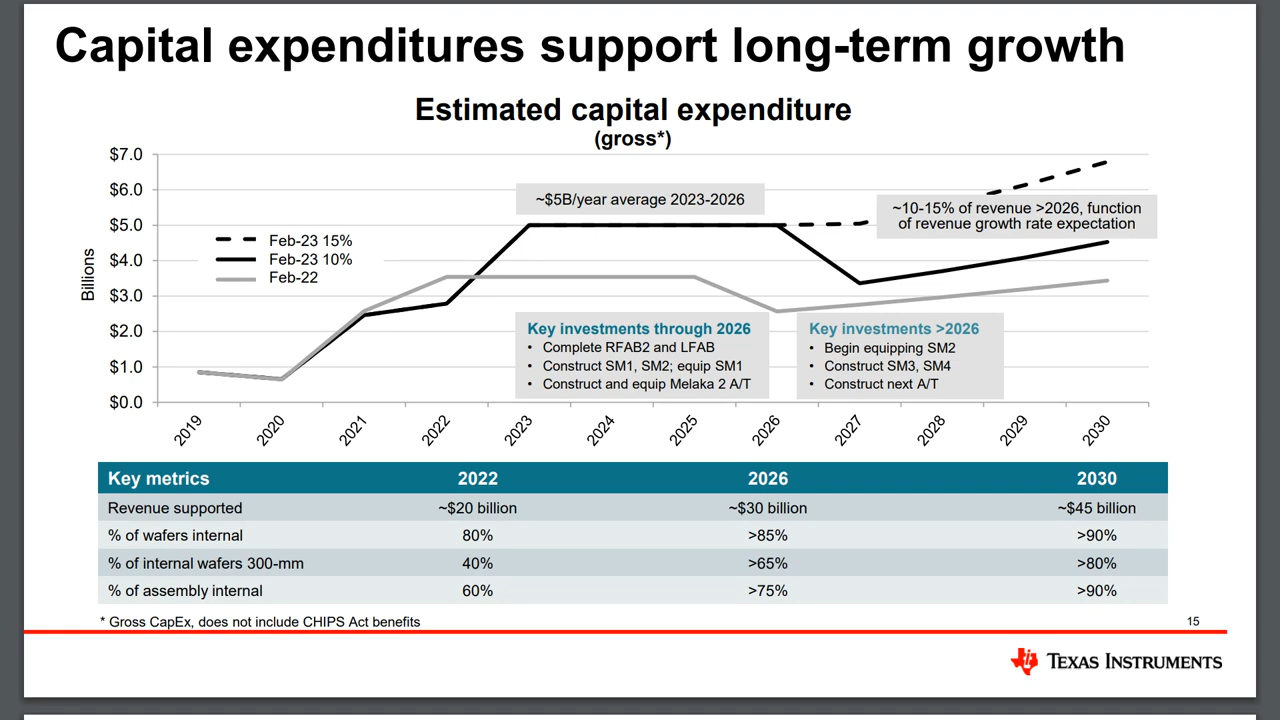 Capital expenditures support long-term growth
Estimated capital expenditure
(gross*)
$7.0
$6.0
$5.0
$4.0
$3.0
$2.0
$1.0
$0.0
Billions
Feb-23 15%
Feb-23 10%
Feb-22
~$5B/year average 2023-2026
~10-15% of revenue >2026, function
of revenue growth rate expectation
Key investments through 2026
• Complete RFAB2 and LFAB
• Construct SM1, SM2; equip SM1
• Construct and equip Melaka 2 A/T
Key investments >2026
• Begin equipping SM2
• Construct SM3, SM4
• Construct next A/T
2019 2020 2021 2022 2023 2024 2025 2026 2027 2028 2029 2030
Key metrics 2022 2026 2030
Revenue supported ~$20 billion ~$30 billion ~$45 billion
% of wafers internal 80% >85% >90%
% of internal wafers 300-mm 40% >65% >80%
% of assembly internal 60% >75% >90%
* Gross CapEx, does not include CHIPS Act benefits
15
TEXAS INSTRUMENTS